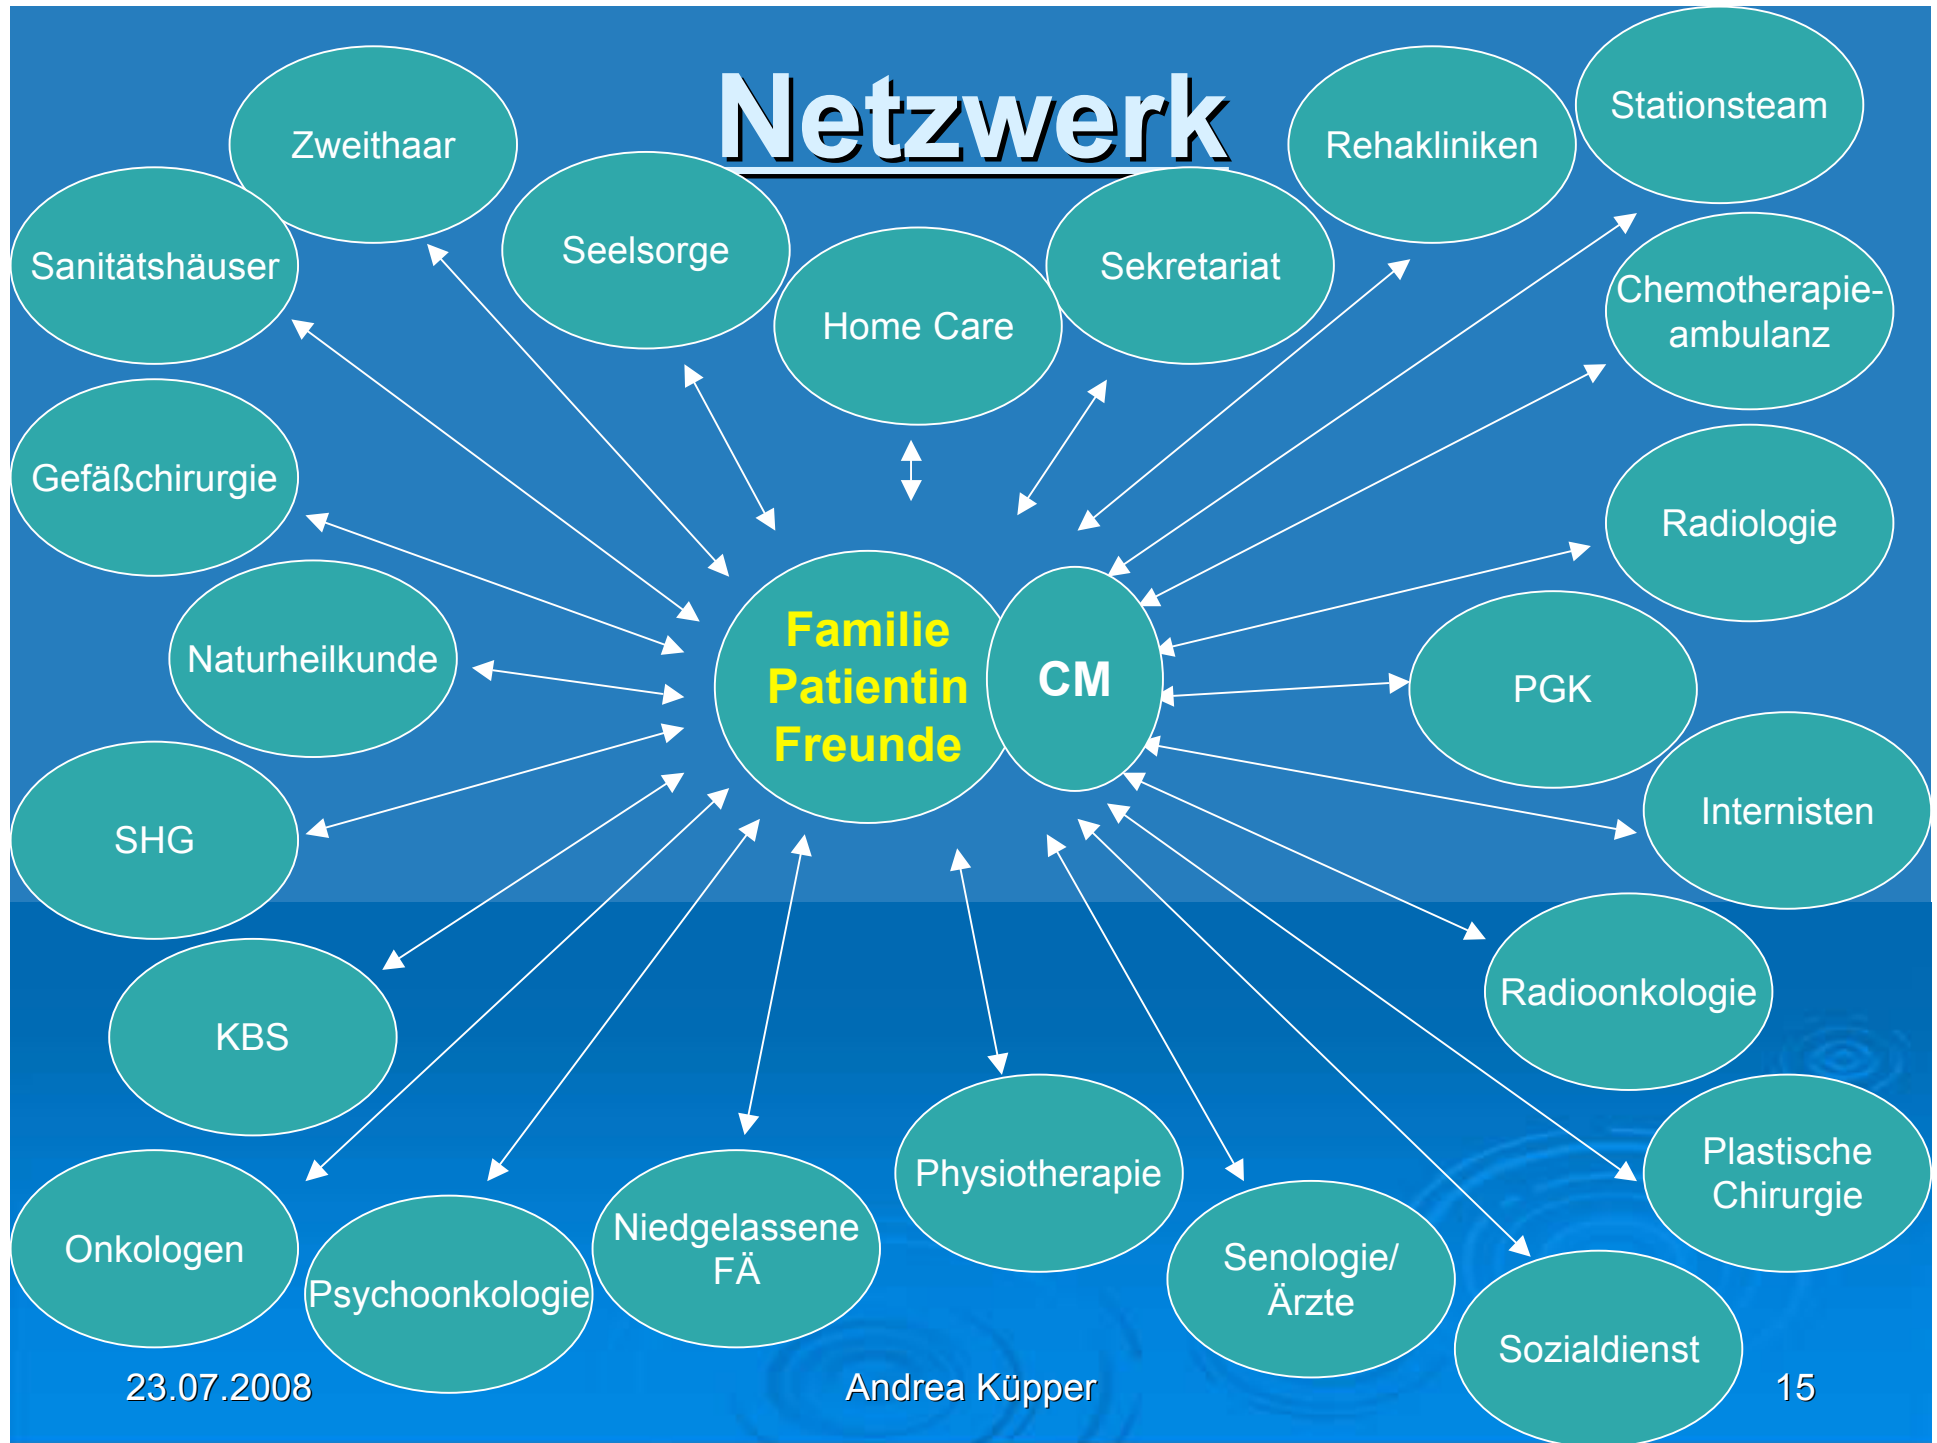 Netzwerk
Zweithaar
Sanitätshäuser
Seelsorge
Home Care
Sekretariat
Rehakliniken
Stationsteam
Chemotherapie-
ambulanz
Gefäßchirurgie
Radiologie
Naturheilkunde
Familie
Patientin
Freunde
CM
PGK
SHG
Internisten
KBS
Radioonkologie
Onkologen
Psychoonkologie
Niedgelassene
FÄ
Physiotherapie
Senologie/
Ärzte
Plastische
Chirurgie
Sozialdienst
23.07.2008
Andrea Küpper
15